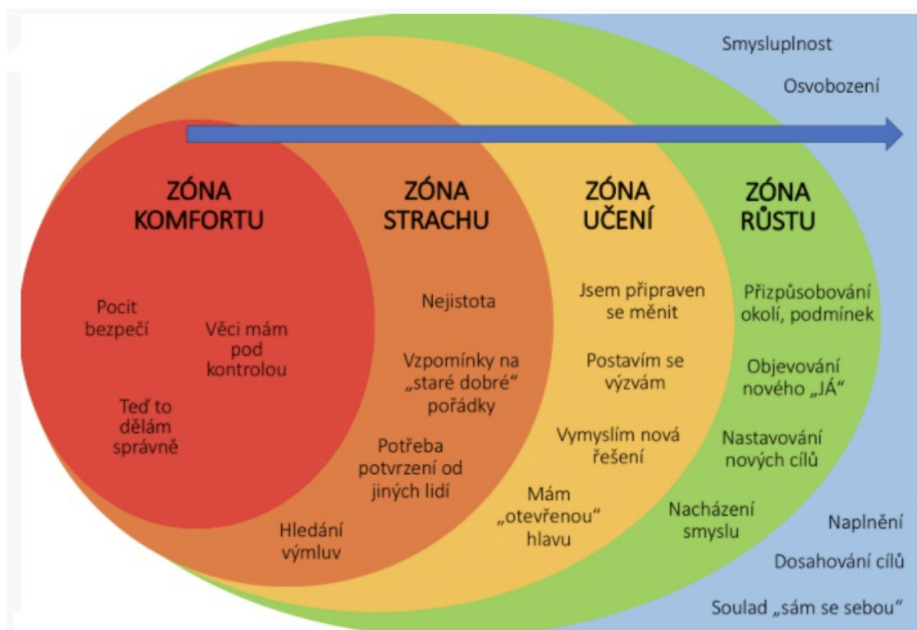 Smysluplnost
Osvobození
ZÓNA
KOMFORTU
Pocit
bezpečí
Věci mám
pod
kontrolou
Teď to
dělám
správně
ZÓNA
STRACHU
Nejistota
Vzpomínky na
„staré dobré“
pořádky
Potřeba
potvrzení od
jiných lidí
Hledání
výmluv
ZÓNA
UČENÍ
Jsem připraven
se měnit
Postavím se
výzvám
Vymyslím nová
řešení
Mám
„otevřenou“
hlavu
ZÓNA
RŮSTU
Přizpůsobování
okolí, podmínek
Objevování
nového „JÁ“
Nastavování
nových cílů
Nacházení
smyslu
Naplnění
Dosahování cílů
Soulad „sám se sebou“